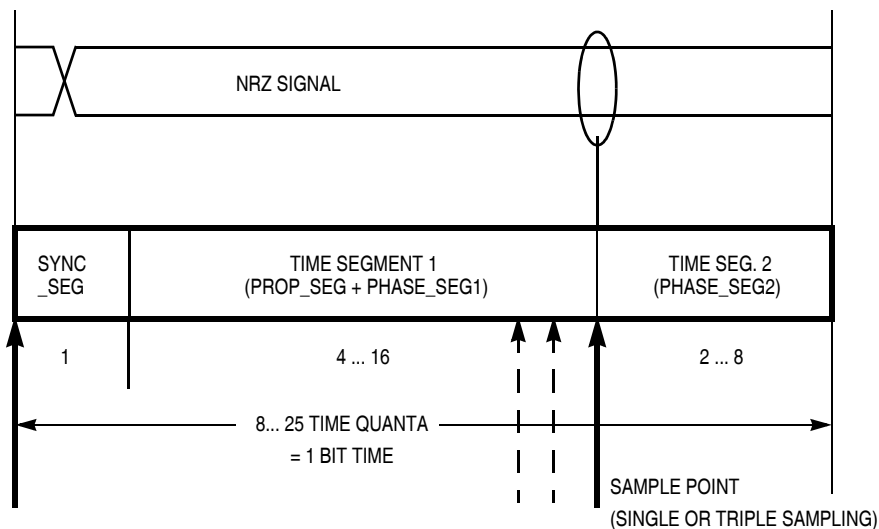 NRZ SIGNAL
SYNC
_SEG
TIME SEGMENT 1
(PROP_SEG + PHASE_SEG1)
TIME SEG. 2
(PHASE_SEG2)
1
4 ... 16
2 ... 8
8... 25 TIME QUANTA
= 1 BIT TIME
SAMPLE POINT
(SINGLE OR TRIPLE SAMPLING)